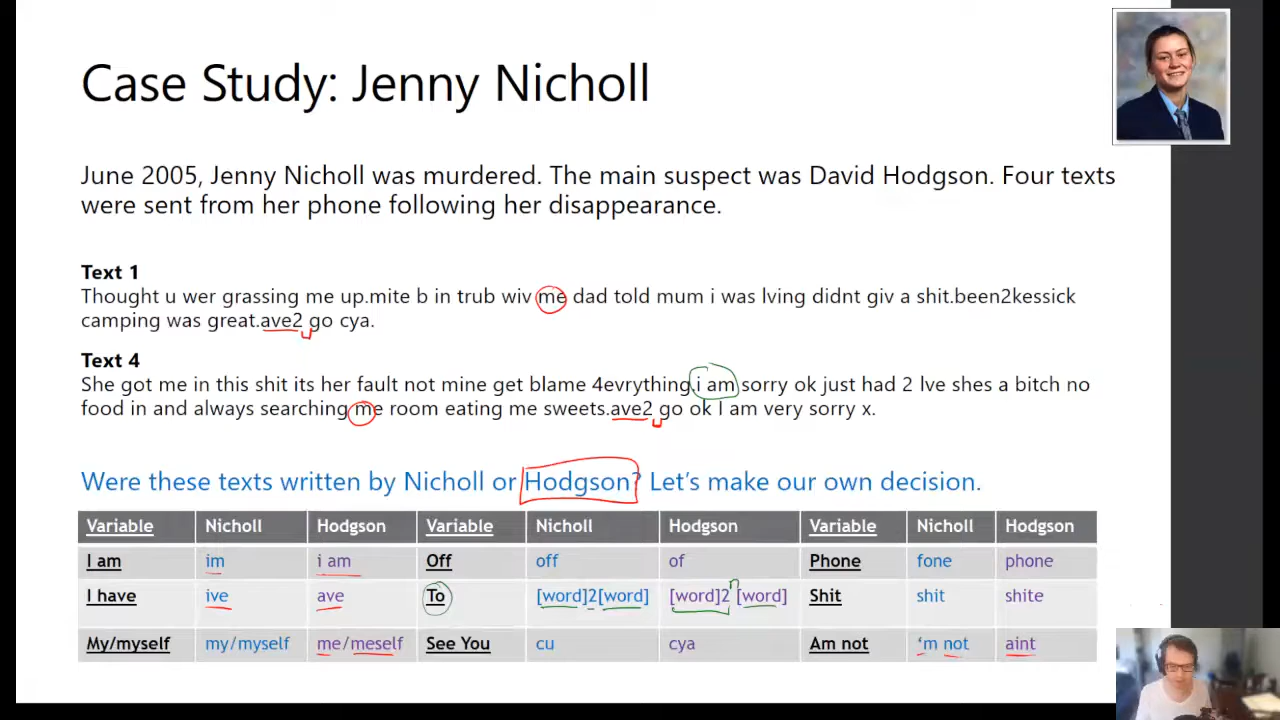 Case Study: Jenny Nicholl
June 2005, Jenny Nicholl was murdered. The main suspect was David Hodgson. Four texts
were sent from her phone following her disappearance.
Text 1
Thought u wer grassing me up.mite b in trub wiv me dad told mum i was lving didnt giv a shit.been2kessick
camping was great.ave2 go cya.
Text 4
She got me in this shit its her fault not mine get blame 4evrything.i am sorry ok just had 2 lve shes a bitch no
food in and always searching me room eating me sweets.ave2 go ok I am very sorry x.
Were these texts written by Nicholl or Hodgson? Let's make our own decision.
Variable Nicholl Hodgson Variable Nicholl Hodgson Variable Nicholl Hodgson
I am im i am Off off of Phone fone phone
I have ive ave To [word]2[word] [word]2 [word] Shit shit shite
My/myself my/myself me/meself See You cu cya Am not 'm not aint